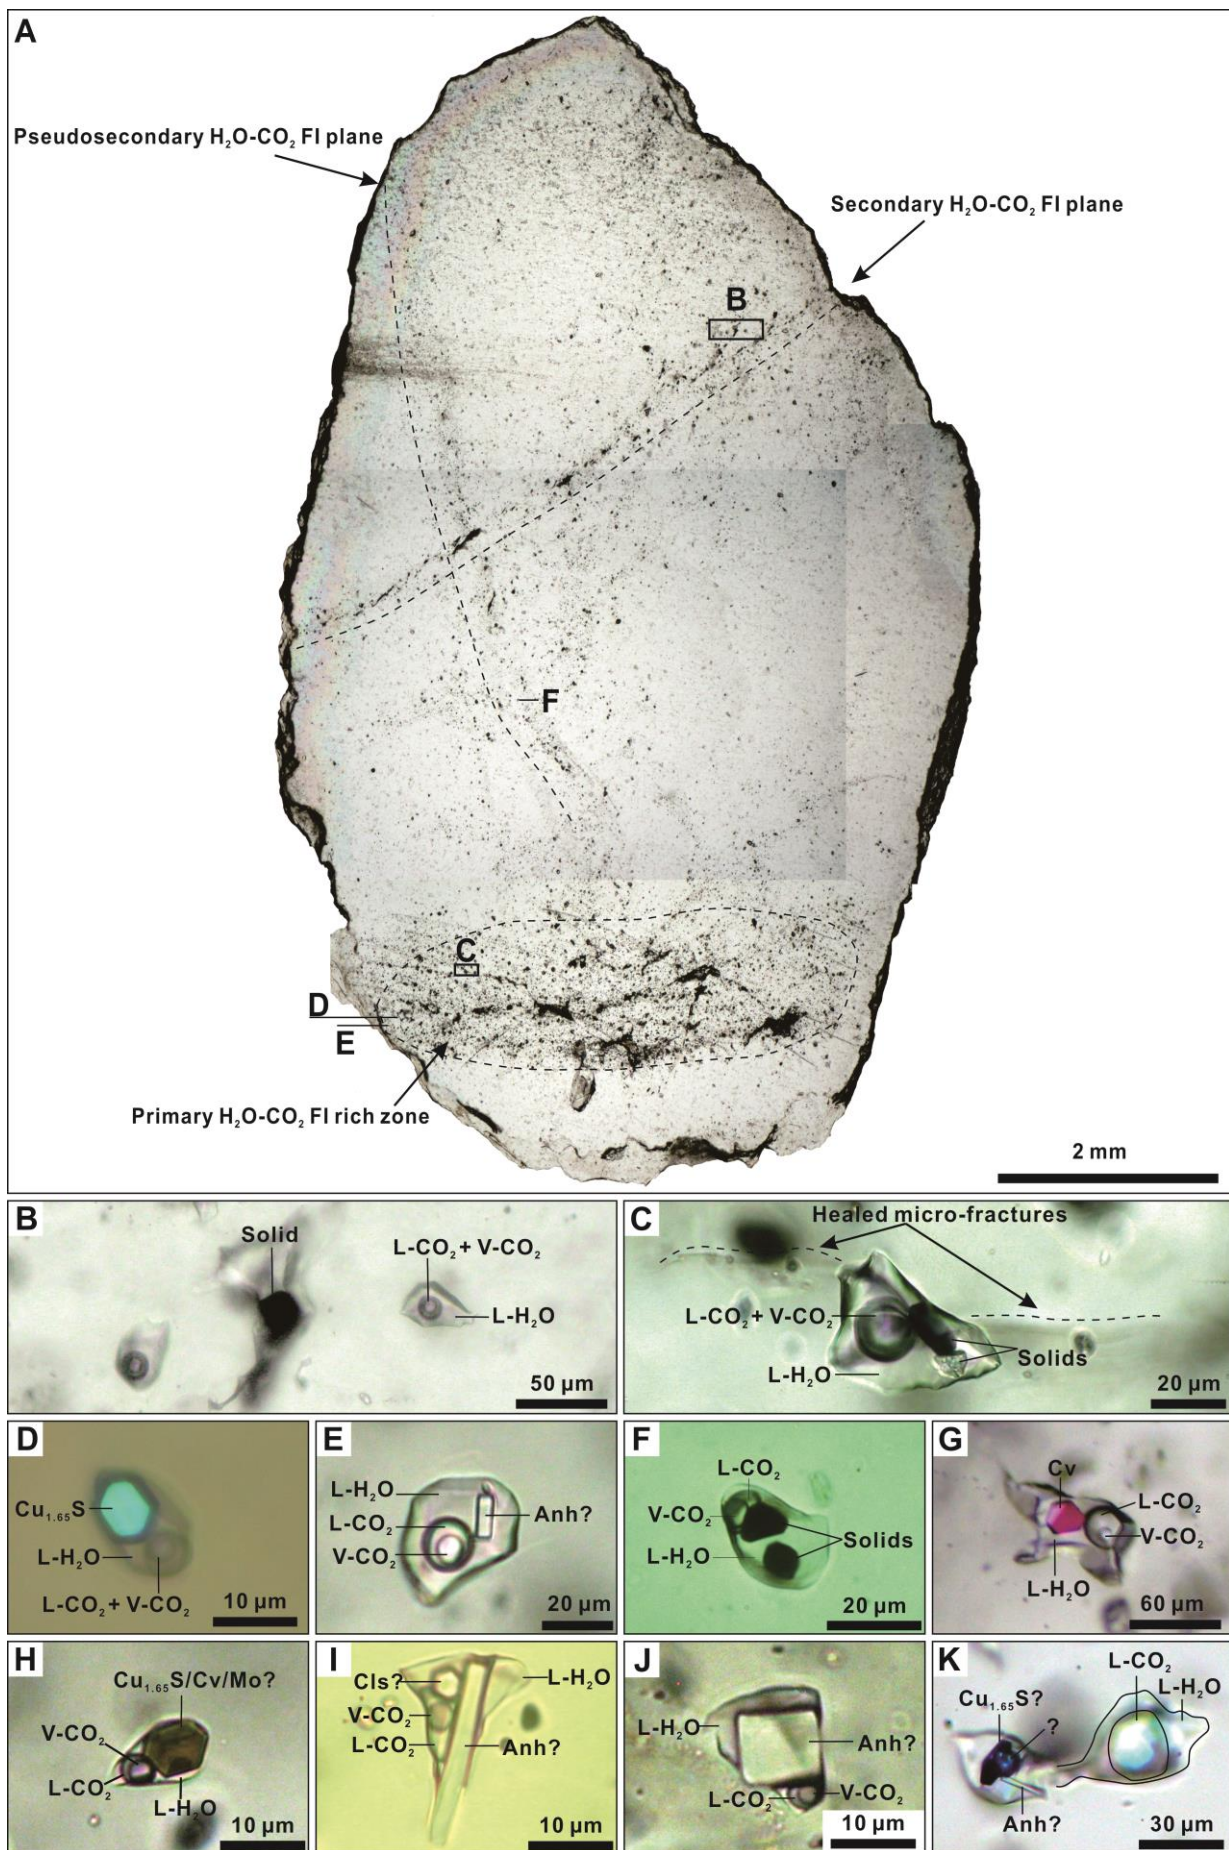 A
Pseudosecondary H₂O-CO₂ FI plane
Secondary H₂O-CO₂ FI plane
B
F
C
D
E
Primary H₂O-CO₂ FI rich zone
2 mm
B
Solid
L-CO₂ + V-CO₂
L-H₂O
50 µm
C
Healed micro-fractures
L-CO₂ + V-CO₂
Solids
L-H₂O
20 µm
D
Cu₁.₆₅S
L-H₂O
L-CO₂ + V-CO₂
10 µm
E
L-H₂O
L-CO₂
Anh?
V-CO₂
20 µm
F
L-CO₂
V-CO₂
Solids
L-H₂O
20 µm
G
Cv
L-CO₂
V-CO₂
L-H₂O
60 µm
H
Cu₁.₆₅S/Cv/Mo?
V-CO₂
L-CO₂
L-H₂O
10 µm
I
Cls?
L-H₂O
V-CO₂
L-CO₂
Anh?
10 µm
J
L-H₂O
Anh?
L-CO₂
V-CO₂
10 µm
K
L-CO₂
L-H₂O
Cu₁.₆₅S?
?
Anh?
30 µm